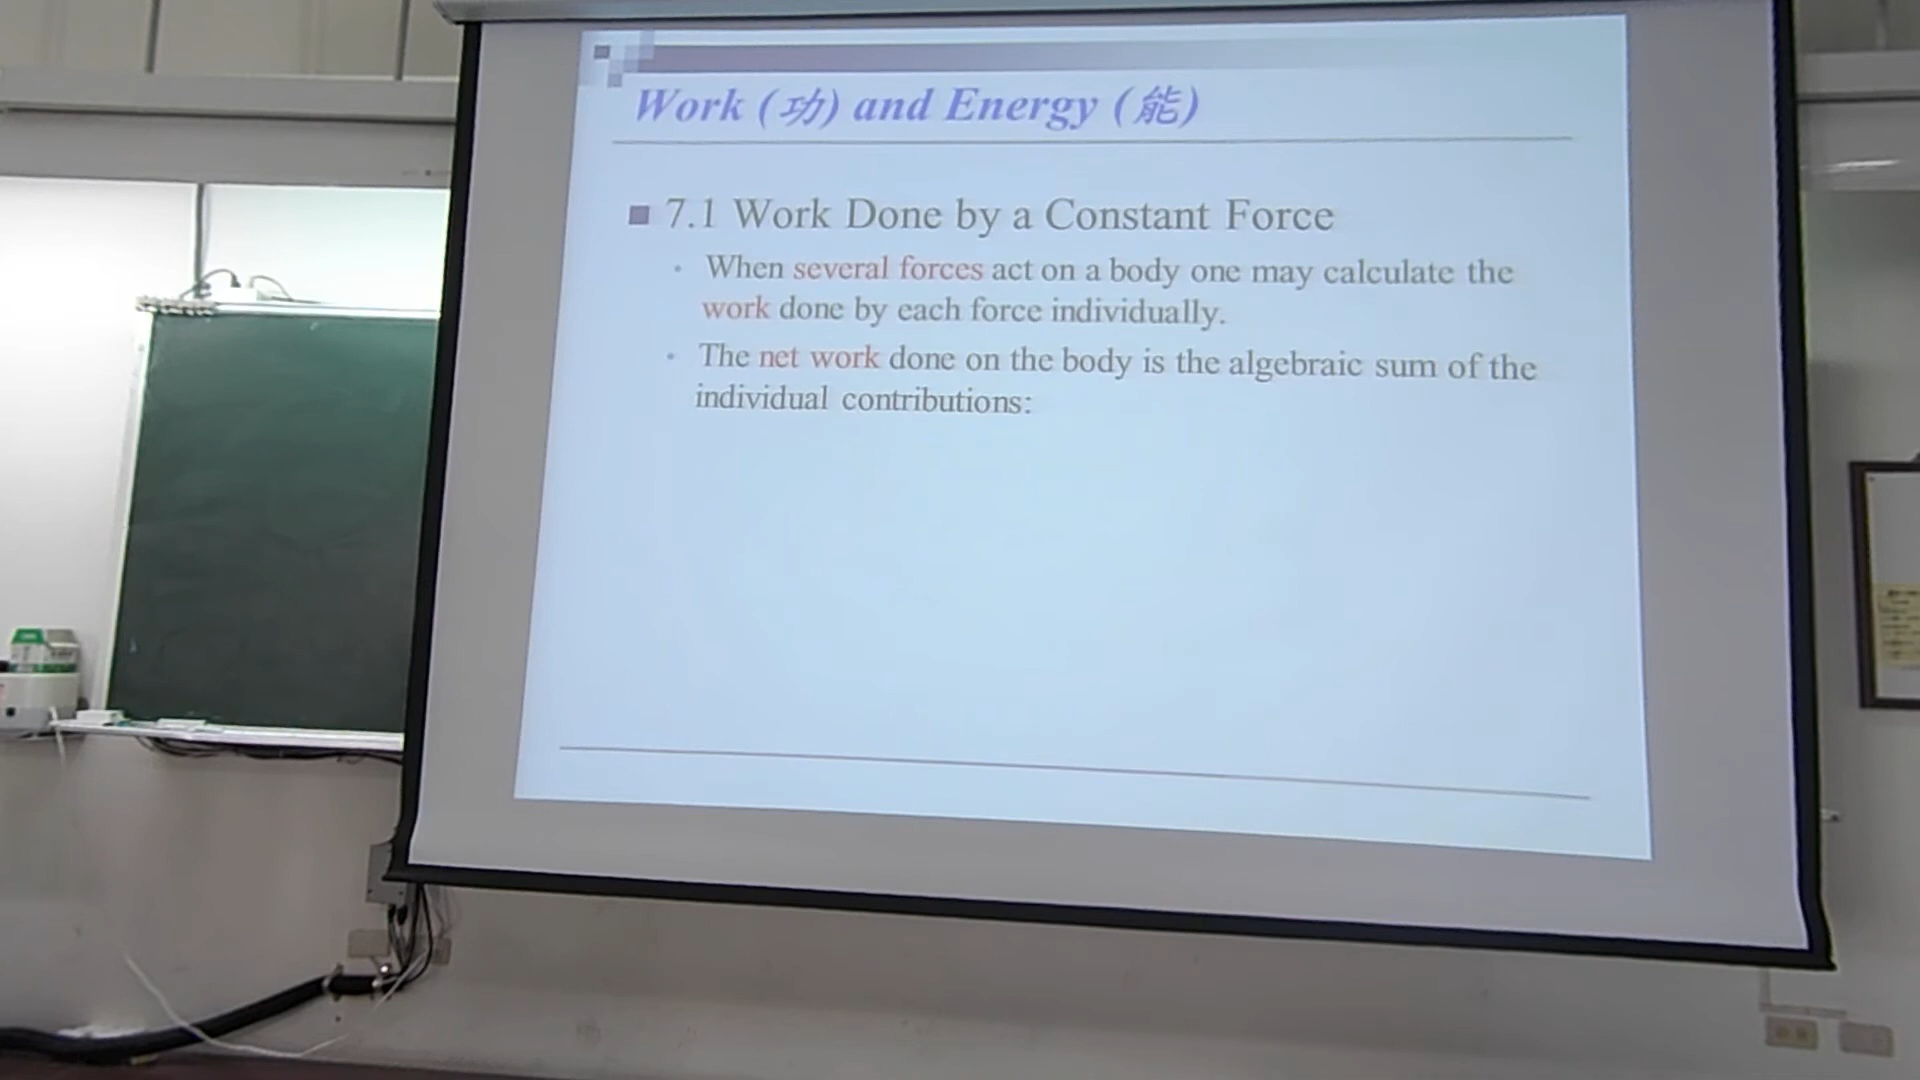 Work (功) and Energy (能)
7.1 Work Done by a Constant Force
When several forces act on a body one may calculate the
work done by each force individually.
The net work done on the body is the algebraic sum of the
individual contributions: